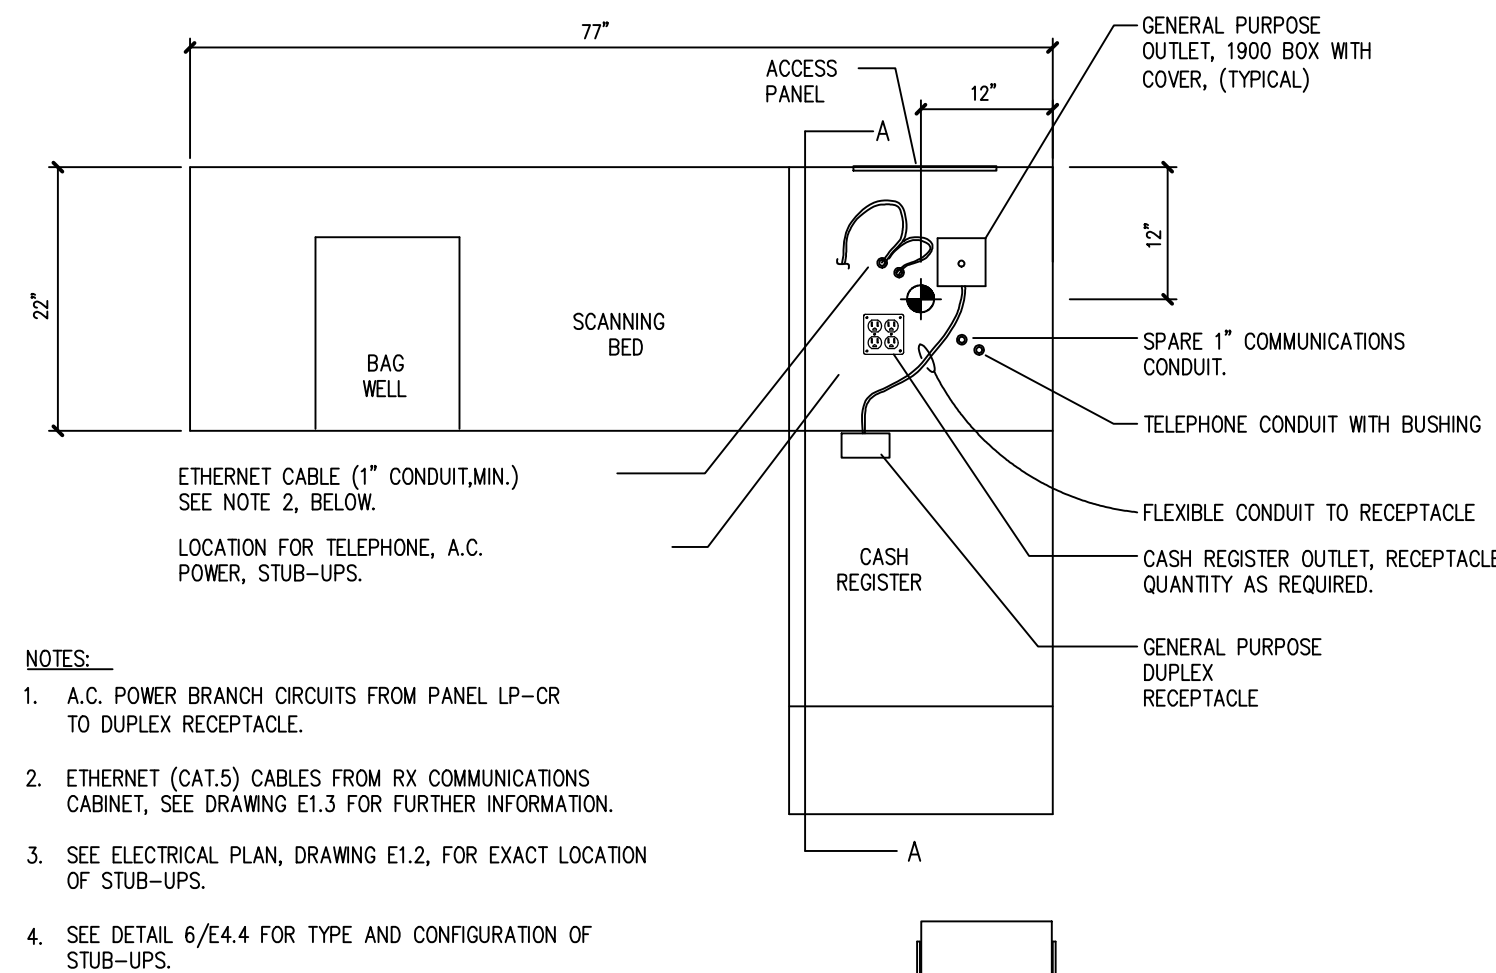 77”
GENERAL PURPOSE
OUTLET, 1900 BOX WITH
COVER, (TYPICAL)
ACCESS
PANEL
12”
A
12”
22”
SCANNING
BED
BAG
WELL
SPARE 1” COMMUNICATIONS
CONDUIT.
TELEPHONE CONDUIT WITH BUSHING
ETHERNET CABLE (1” CONDUIT,MIN.)
SEE NOTE 2, BELOW.
FLEXIBLE CONDUIT TO RECEPTACLE
LOCATION FOR TELEPHONE, A.C.
POWER, STUB-UPS.
CASH
REGISTER
CASH REGISTER OUTLET, RECEPTACLE
QUANTITY AS REQUIRED.
GENERAL PURPOSE
DUPLEX
RECEPTACLE
NOTES:
1. A.C. POWER BRANCH CIRCUITS FROM PANEL LP-CR
TO DUPLEX RECEPTACLE.
2. ETHERNET (CAT.5) CABLES FROM RX COMMUNICATIONS
CABINET, SEE DRAWING E1.3 FOR FURTHER INFORMATION.
3. SEE ELECTRICAL PLAN, DRAWING E1.2, FOR EXACT LOCATION
OF STUB-UPS.
A
4. SEE DETAIL 6/E4.4 FOR TYPE AND CONFIGURATION OF
STUB-UPS.